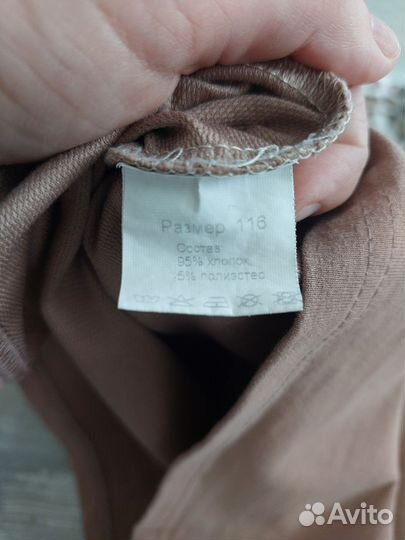 Размер 116
Состав
95% хлопок
5% полиэстер
Avito